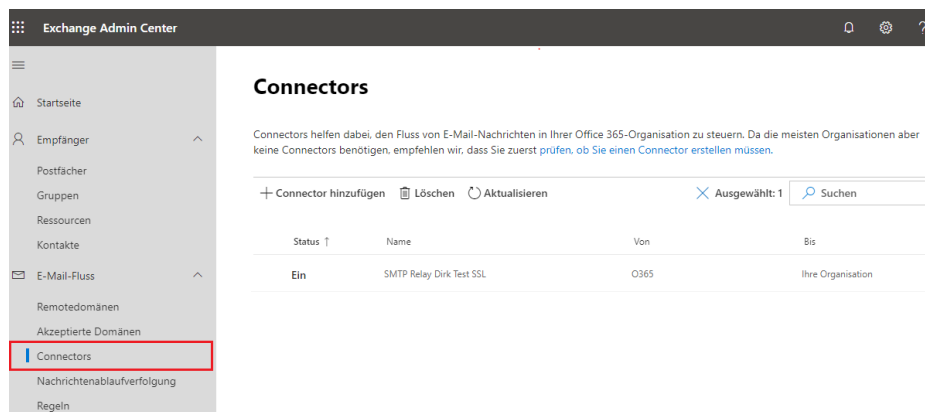 Exchange Admin Center
?
Startseite
Empfänger
Postfächer
Gruppen
Ressourcen
Kontakte
E-Mail-Fluss
Remotedomänen
Akzeptierte Domänen
Connectors
Nachrichtenablaufverfolgung
Regeln
Connectors
Connectors helfen dabei, den Fluss von E-Mail-Nachrichten in Ihrer Office 365-Organisation zu steuern. Da die meisten Organisationen aber
keine Connectors benötigen, empfehlen wir, dass Sie zuerst prüfen, ob Sie einen Connector erstellen müssen.
Connector hinzufügen Löschen Aktualisieren Ausgewählt: 1 Suchen
Status ↑ Name Von Bis
Ein SMTP Relay Dirk Test SSL O365 Ihre Organisation